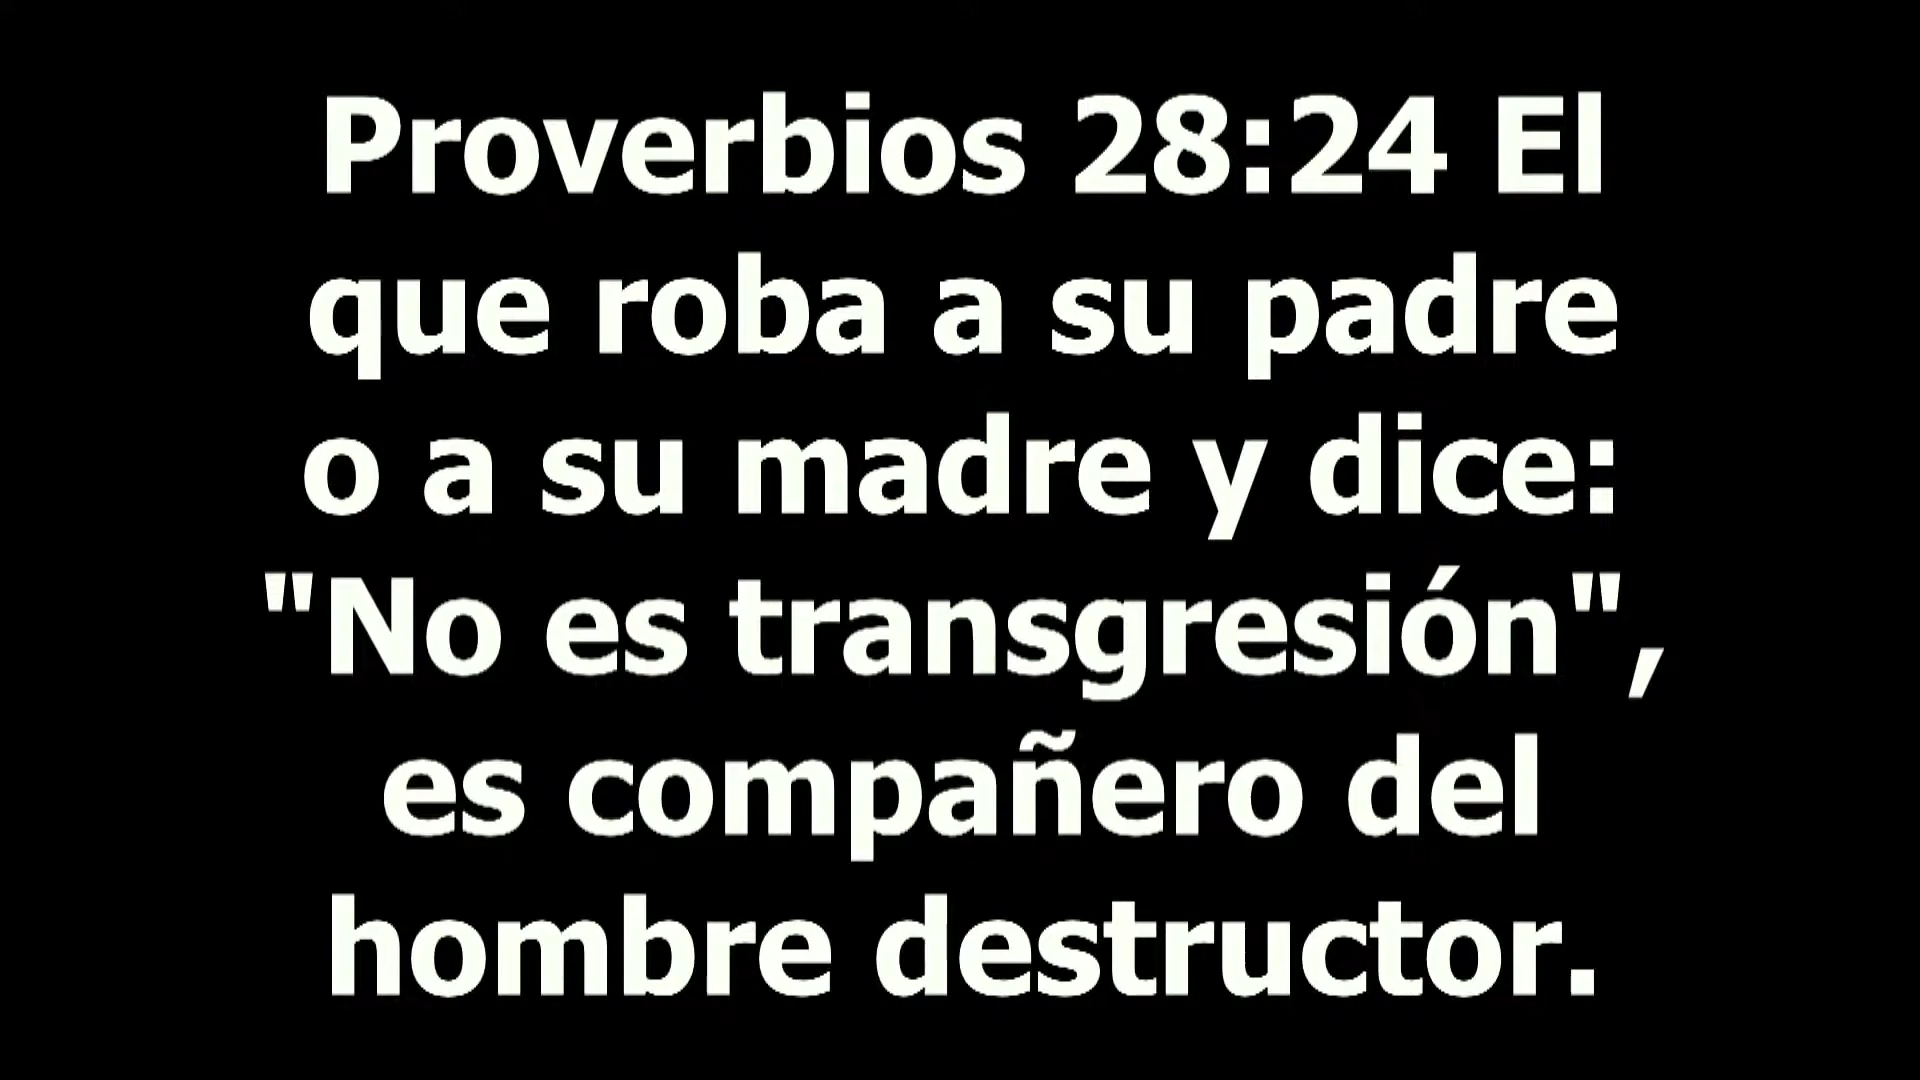 Proverbios 28:24 El
que roba a su padre
o a su madre y dice:
"No es transgresión",
es compañero del
hombre destructor.